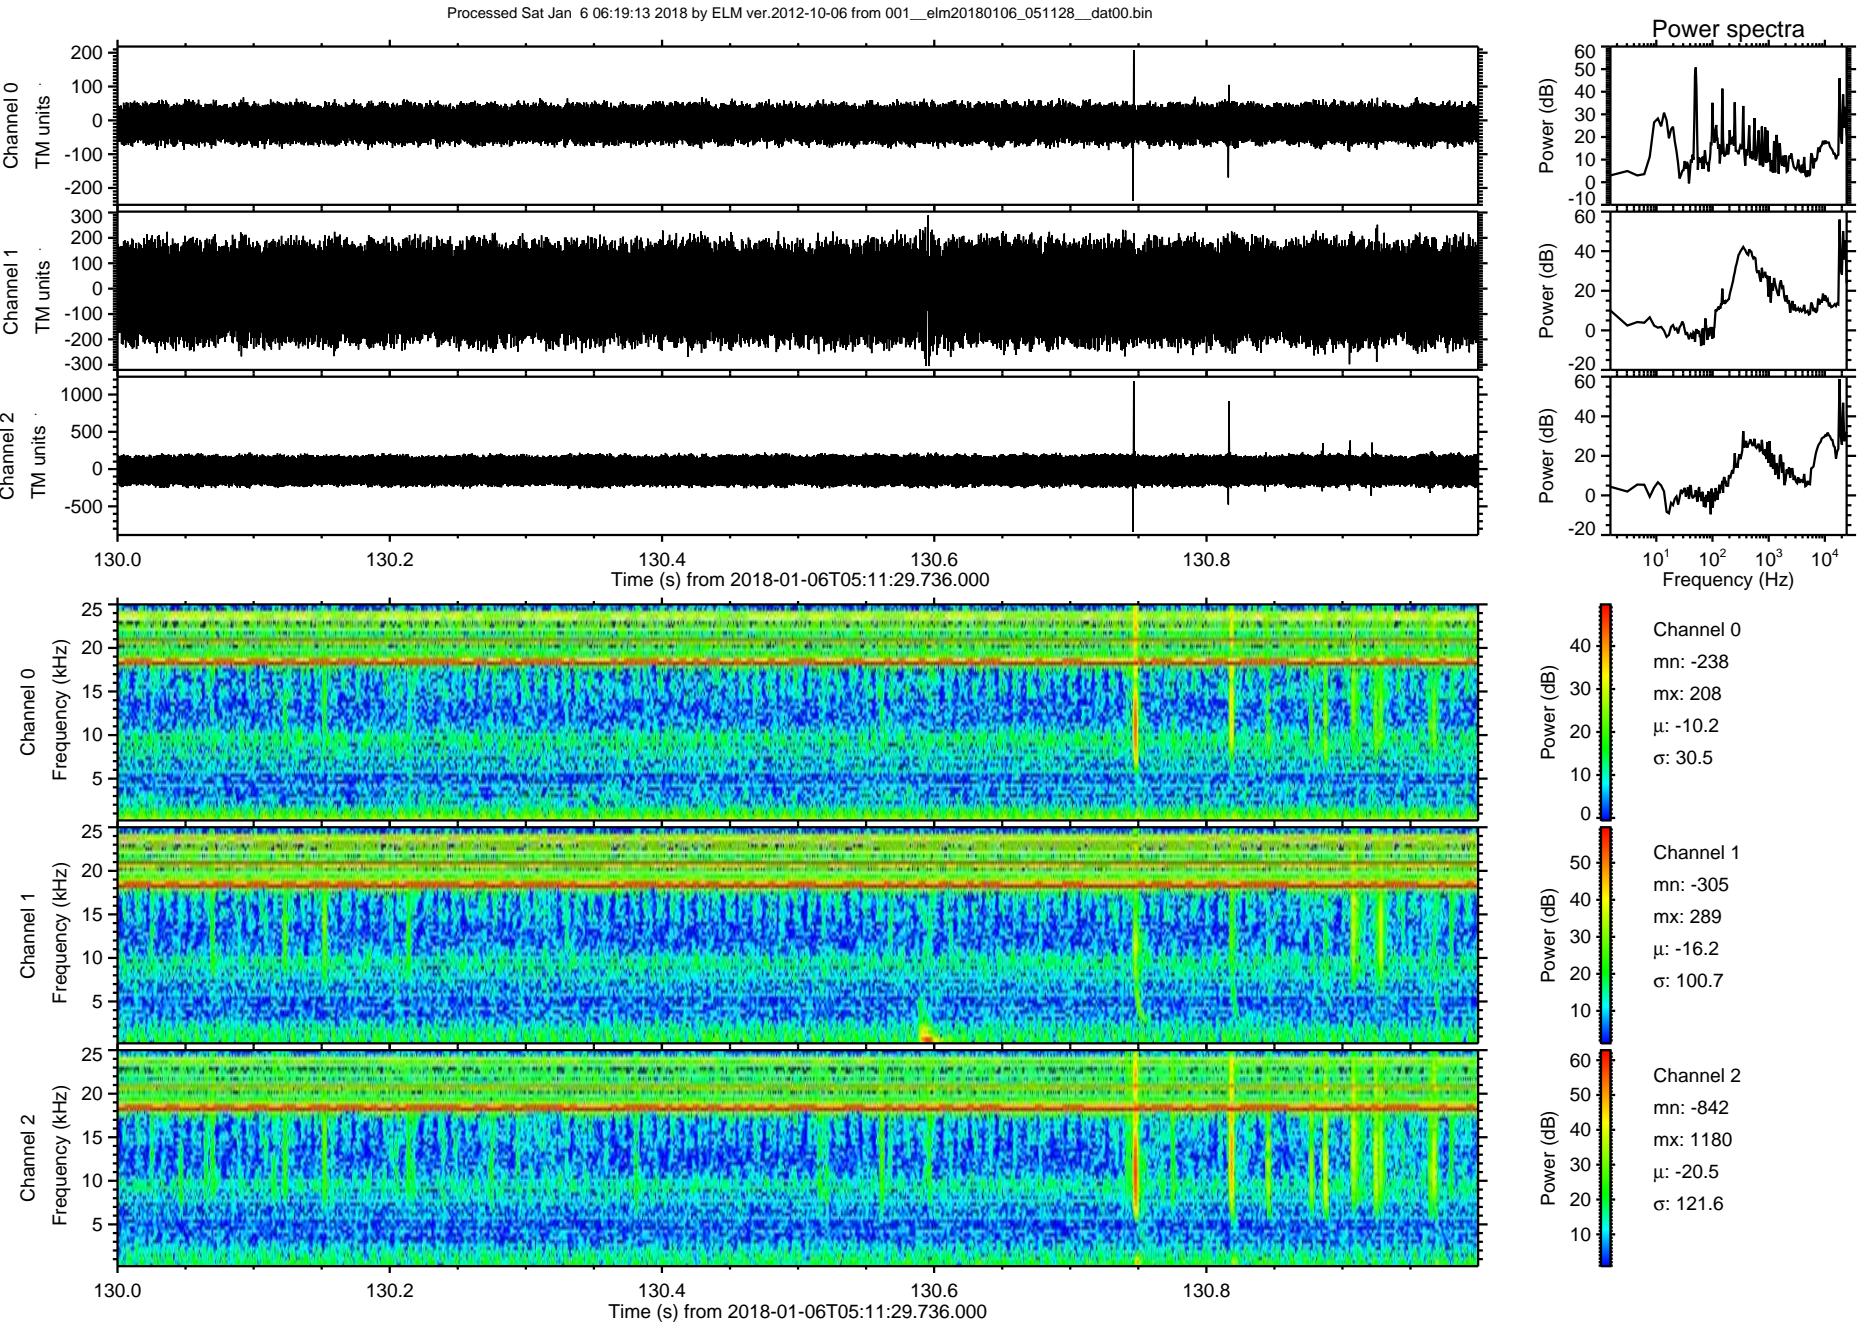 Processed Sat Jan  6 06:19:13 2018 by ELM ver.2012-10-06 from 001__elm20180106_051128__dat00.bin
Power spectra
Channel 0
TM units
200
100
0
-100
-200
Power (dB)
60
50
40
30
20
10
0
-10
Channel 1
TM units
300
200
100
0
-100
-200
-300
Power (dB)
60
40
20
0
-20
Channel 2
TM units
1000
500
0
-500
Power (dB)
60
40
20
0
-20
130.0 130.2 130.4 130.6 130.8
Time (s) from 2018-01-06T05:11:29.736.000
10¹ 10² 10³ 10⁴
Frequency (Hz)
Channel 0
Frequency (kHz)
25
20
15
10
5
Power (dB)
40
30
20
10
0
Channel 0
mn: -238
mx: 208
μ: -10.2
σ: 30.5
Channel 1
Frequency (kHz)
25
20
15
10
5
Power (dB)
50
40
30
20
10
Channel 1
mn: -305
mx: 289
μ: -16.2
σ: 100.7
Channel 2
Frequency (kHz)
25
20
15
10
5
Power (dB)
60
50
40
30
20
10
Channel 2
mn: -842
mx: 1180
μ: -20.5
σ: 121.6
130.0 130.2 130.4 130.6 130.8
Time (s) from 2018-01-06T05:11:29.736.000